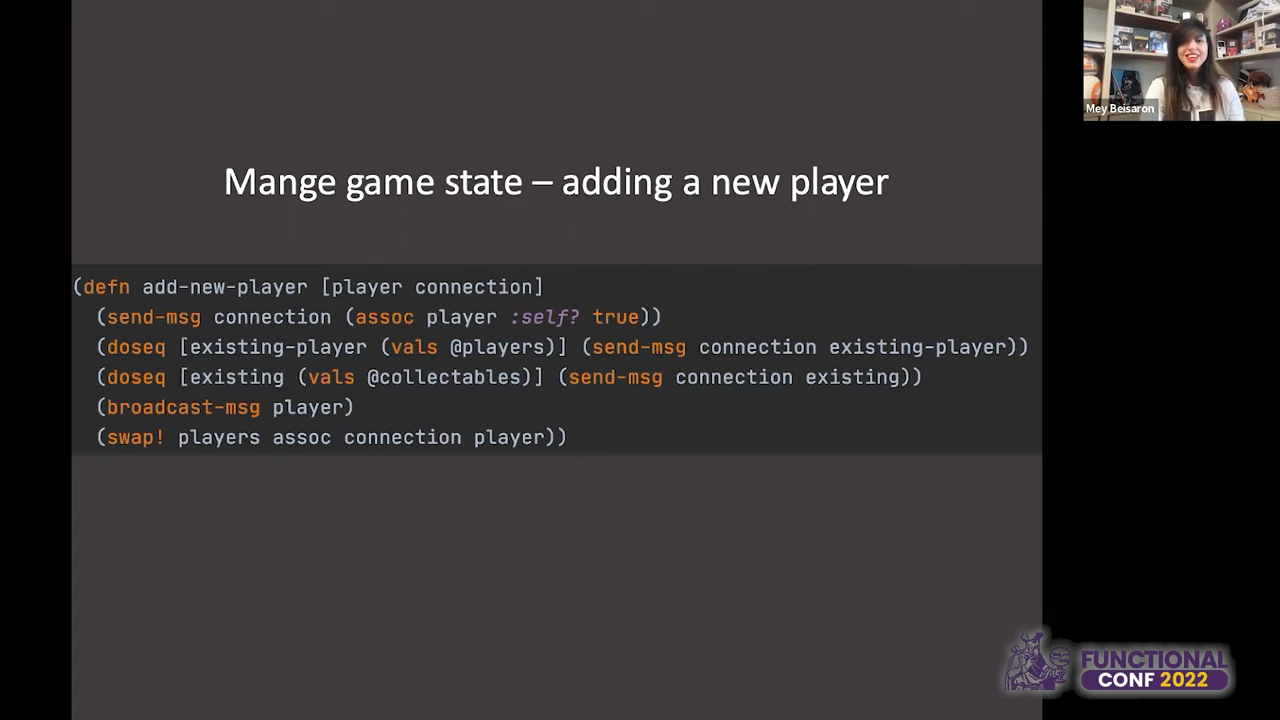 Mange game state – adding a new player
(defn add-new-player [player connection]
(send-msg connection (assoc player :self? true))
(doseq [existing-player (vals @players)] (send-msg connection existing-player))
(doseq [existing (vals @collectables)] (send-msg connection existing))
(broadcast-msg player)
(swap! players assoc connection player))
Mey Beisaron
FUNCTIONAL
CONF 2022